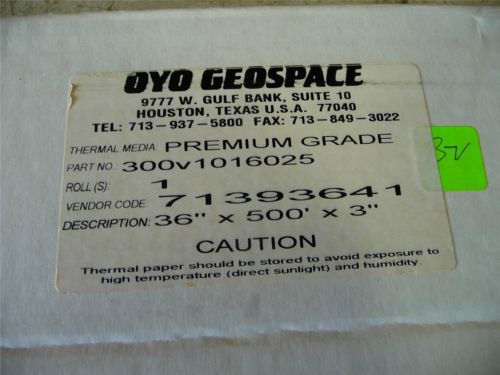 OYO GEOSPACE
9777 W. GULF BANK, SUITE 10
HOUSTON, TEXAS U.S.A. 77040
TEL: 713-937-5800 FAX: 713-849-3022
THERMAL MEDIA: PREMIUM GRADE
PART NO.: 300v1016025
ROLL (S): 1
VENDOR CODE 71393641
DESCRIPTION: 36" x 500' x 3"
CAUTION
Thermal paper should be stored to avoid exposure to
high temperature (direct sunlight) and humidity.